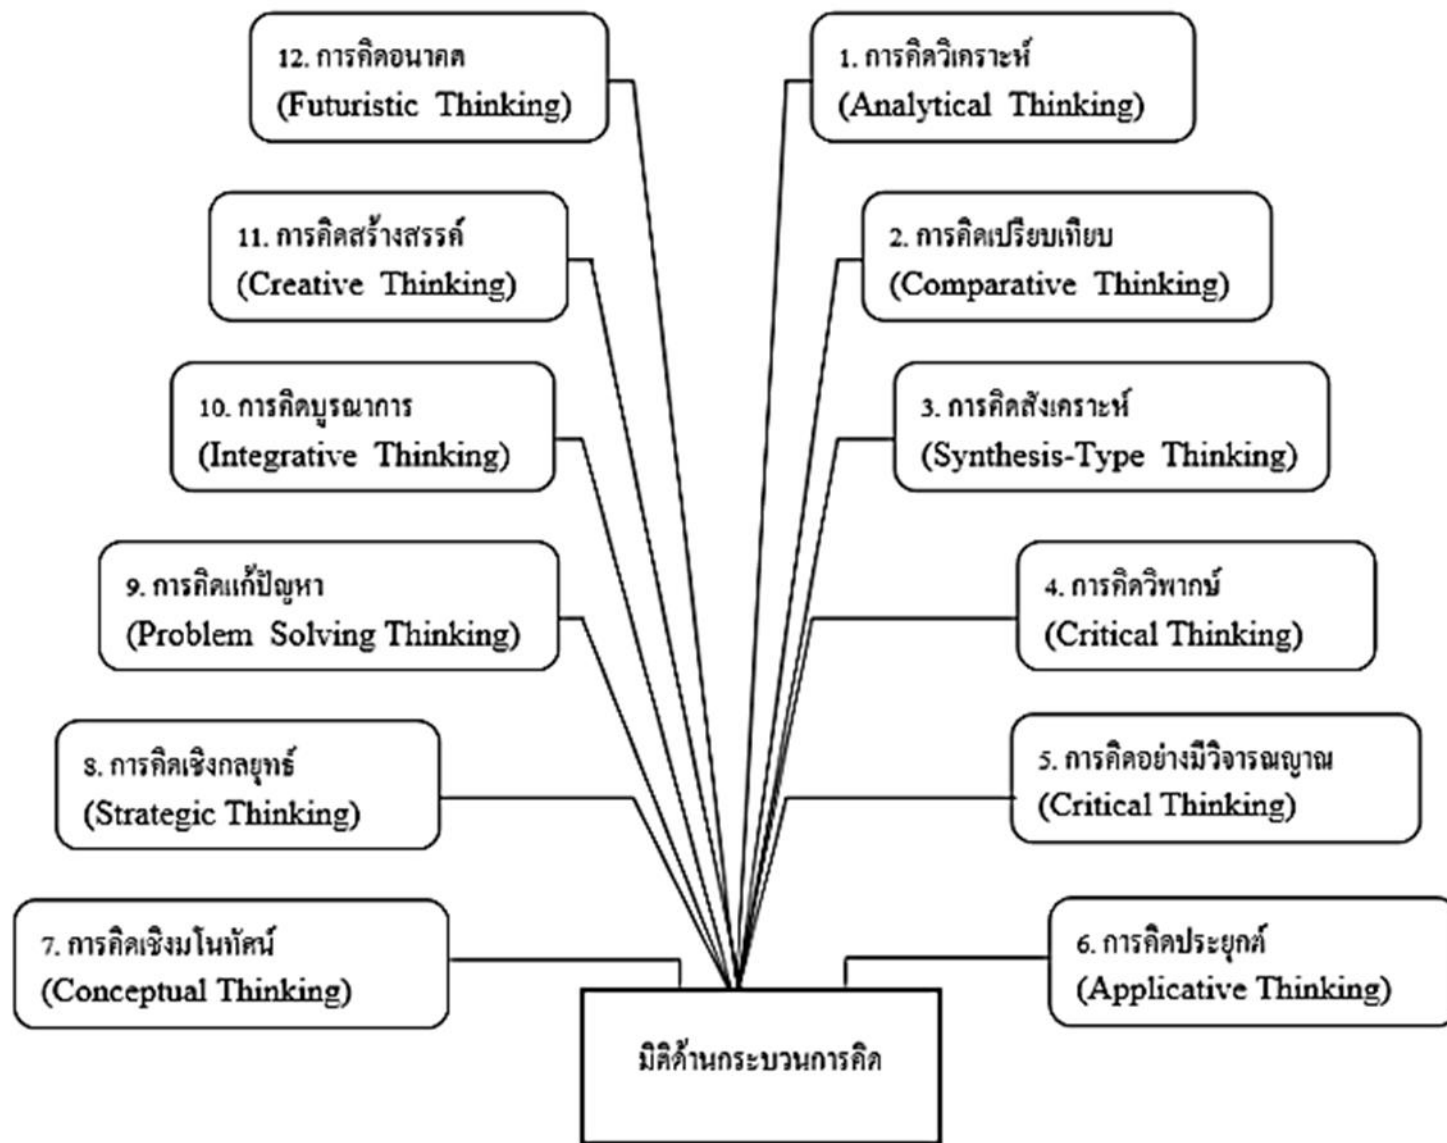 12. การคิดอนาคต
(Futuristic Thinking)
1. การคิดวิเคราะห์
(Analytical Thinking)
11. การคิดสร้างสรรค์
(Creative Thinking)
2. การคิดเปรียบเทียบ
(Comparative Thinking)
10. การคิดบูรณาการ
(Integrative Thinking)
3. การคิดสังเคราะห์
(Synthesis-Type Thinking)
9. การคิดแก้ปัญหา
(Problem Solving Thinking)
4. การคิดวิพากษ์
(Critical Thinking)
8. การคิดเชิงกลยุทธ์
(Strategic Thinking)
5. การคิดอย่างมีวิจารณญาณ
(Critical Thinking)
7. การคิดเชิงมโนทัศน์
(Conceptual Thinking)
6. การคิดประยุกต์
(Applicative Thinking)
มิติด้านกระบวนการคิด